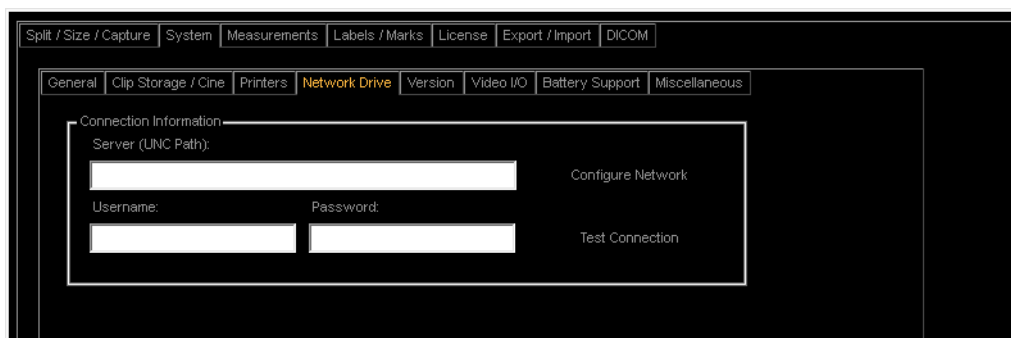 Split / Size / Capture System Measurements Labels / Marks License Export / Import DICOM
General Clip Storage / Cine Printers Network Drive Version Video I/O Battery Support Miscellaneous
Connection Information
Server (UNC Path):
Configure Network
Username: Password:
Test Connection